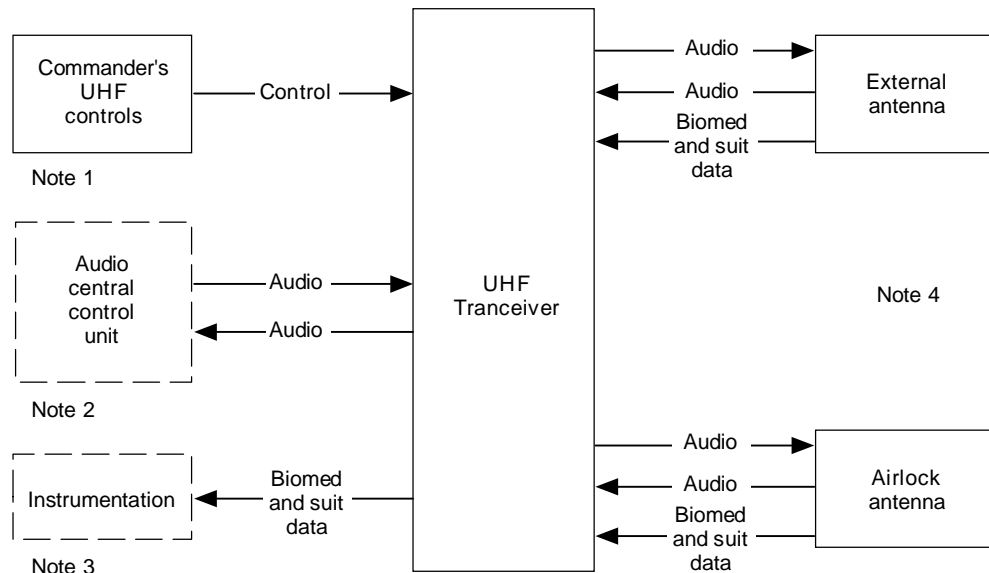 Commander's
UHF
controls
Note 1
Control
Audio
central
control
unit
Note 2
Audio
Audio
Instrumentation
Note 3
Biomed
and suit
data
UHF
Tranceiver
Audio
Audio
Biomed
and suit
data
External
antenna
Note 4
Audio
Audio
Biomed
and suit
data
Airlock
antenna